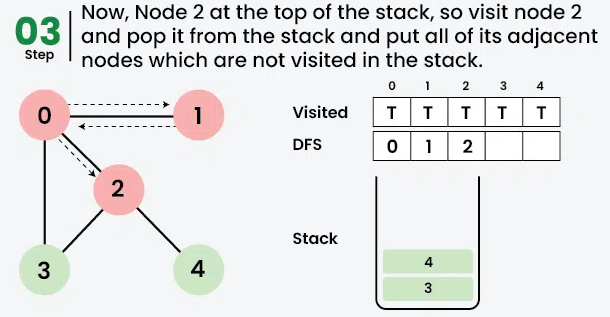 03
Step
Now, Node 2 at the top of the stack, so visit node 2
and pop it from the stack and put all of its adjacent
nodes which are not visited in the stack.
0 1 2 3 4
Visited T T T T T
DFS 0 1 2
0 1
2
3 4
Stack
4
3